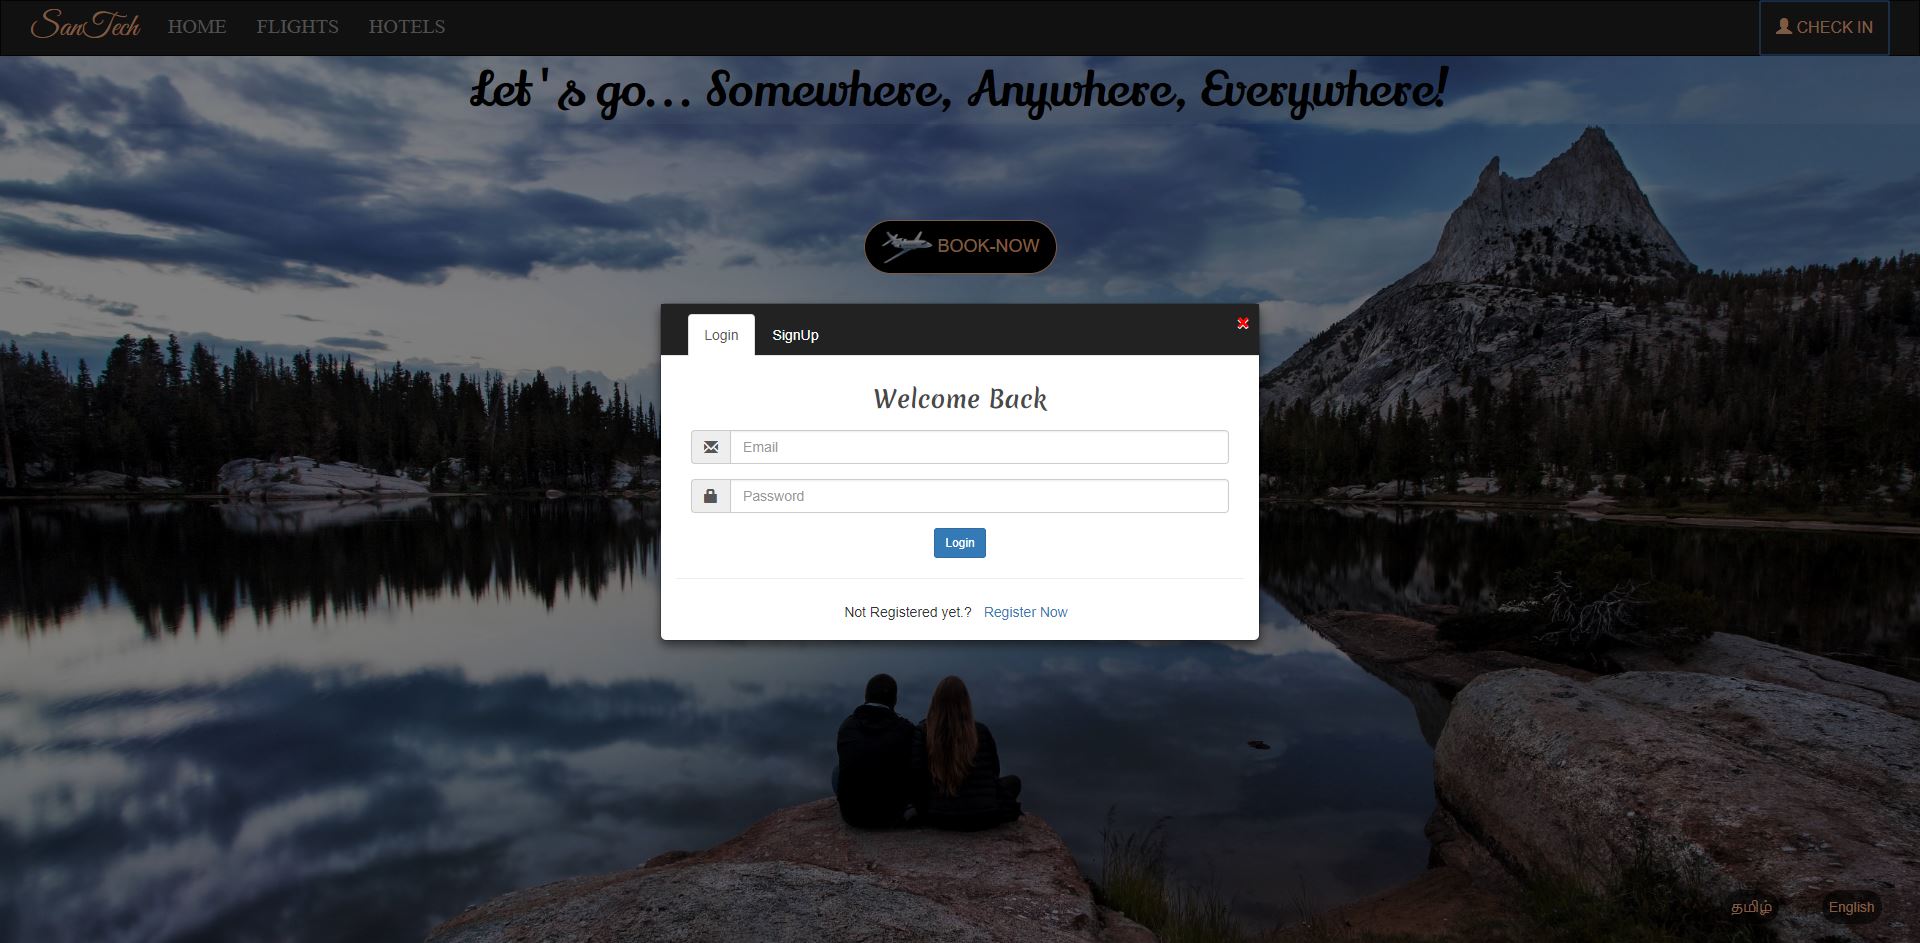 SanTech HOME FLIGHTS HOTELS CHECK IN
Let's go... Somewhere, Anywhere, Everywhere!
BOOK-NOW
Login SignUp
Welcome Back
Email
Password
Login
Not Registered yet.? Register Now
தமிழ் English